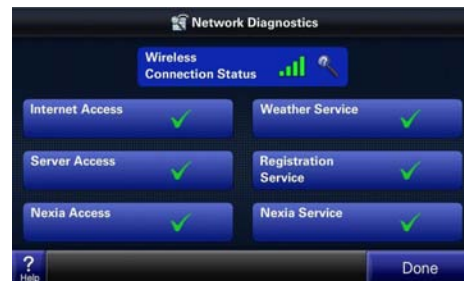 Network Diagnostics
Wireless
Connection Status
Internet Access
Weather Service
Server Access
Registration
Service
Nexia Access
Nexia Service
?
Help
Done